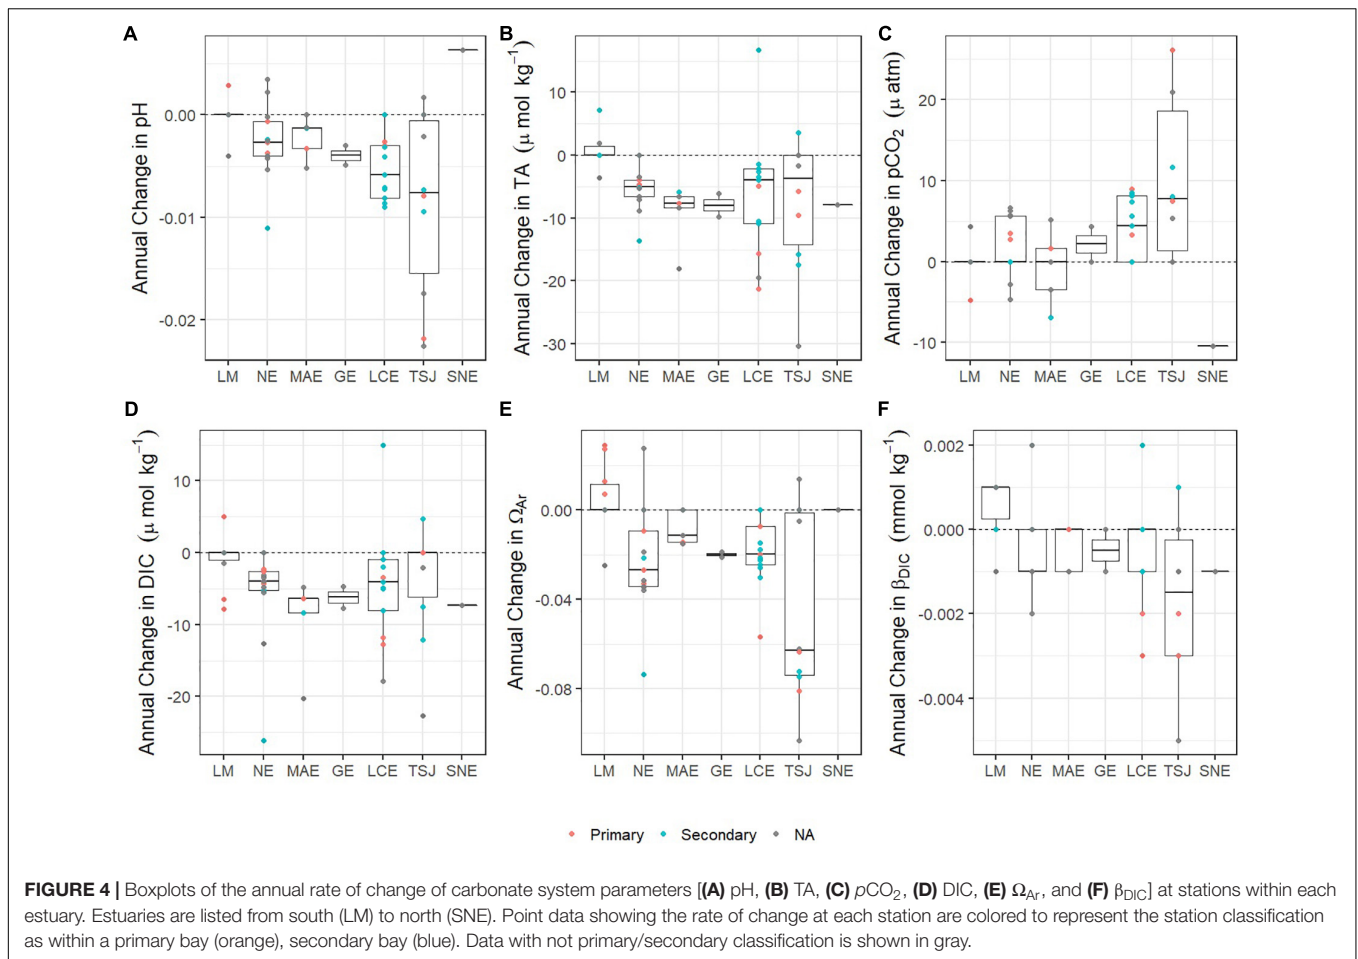 A
Annual Change in pH
0.00
-0.01
-0.02
LM NE MAE GE LCE TSJ SNE
B
Annual Change in TA (μ mol kg⁻¹)
10
0
-10
-20
-30
LM NE MAE GE LCE TSJ SNE
C
Annual Change in pCO₂ (μ atm)
20
10
0
-10
LM NE MAE GE LCE TSJ SNE
D
Annual Change in DIC (μ mol kg⁻¹)
10
0
-10
-20
LM NE MAE GE LCE TSJ SNE
E
Annual Change in Ω_Ar
0.00
-0.04
-0.08
LM NE MAE GE LCE TSJ SNE
F
Annual Change in β_DIC (mmol kg⁻¹)
0.002
0.000
-0.002
-0.004
LM NE MAE GE LCE TSJ SNE
Primary Secondary NA
FIGURE 4 | Boxplots of the annual rate of change of carbonate system parameters [(A) pH, (B) TA, (C) pCO₂, (D) DIC, (E) Ω_Ar, and (F) β_DIC] at stations within each
estuary. Estuaries are listed from south (LM) to north (SNE). Point data showing the rate of change at each station are colored to represent the station classification
as within a primary bay (orange), secondary bay (blue). Data with not primary/secondary classification is shown in gray.